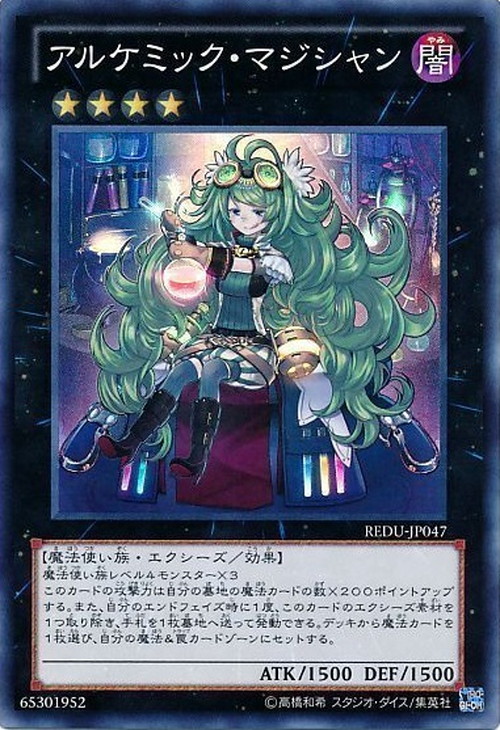 アルケミック・マジシャン
闇
REDU-JP047
【魔法使い族・エクシーズ/効果】
魔法使い族レベル4モンスター×3
このカードの攻撃力は自分の墓地の魔法カードの数×200ポイントアップ
する。また、自分のエンドフェイズ時に1度、このカードのエクシーズ素材を
1つ取り除き、手札を1枚墓地へ送って発動できる。デッキから魔法カードを
1枚選び、自分の魔法&罠カードゾーンにセットする。
ATK/1500 DEF/1500
65301952
©高橋和希 スタジオ・ダイス/集英社